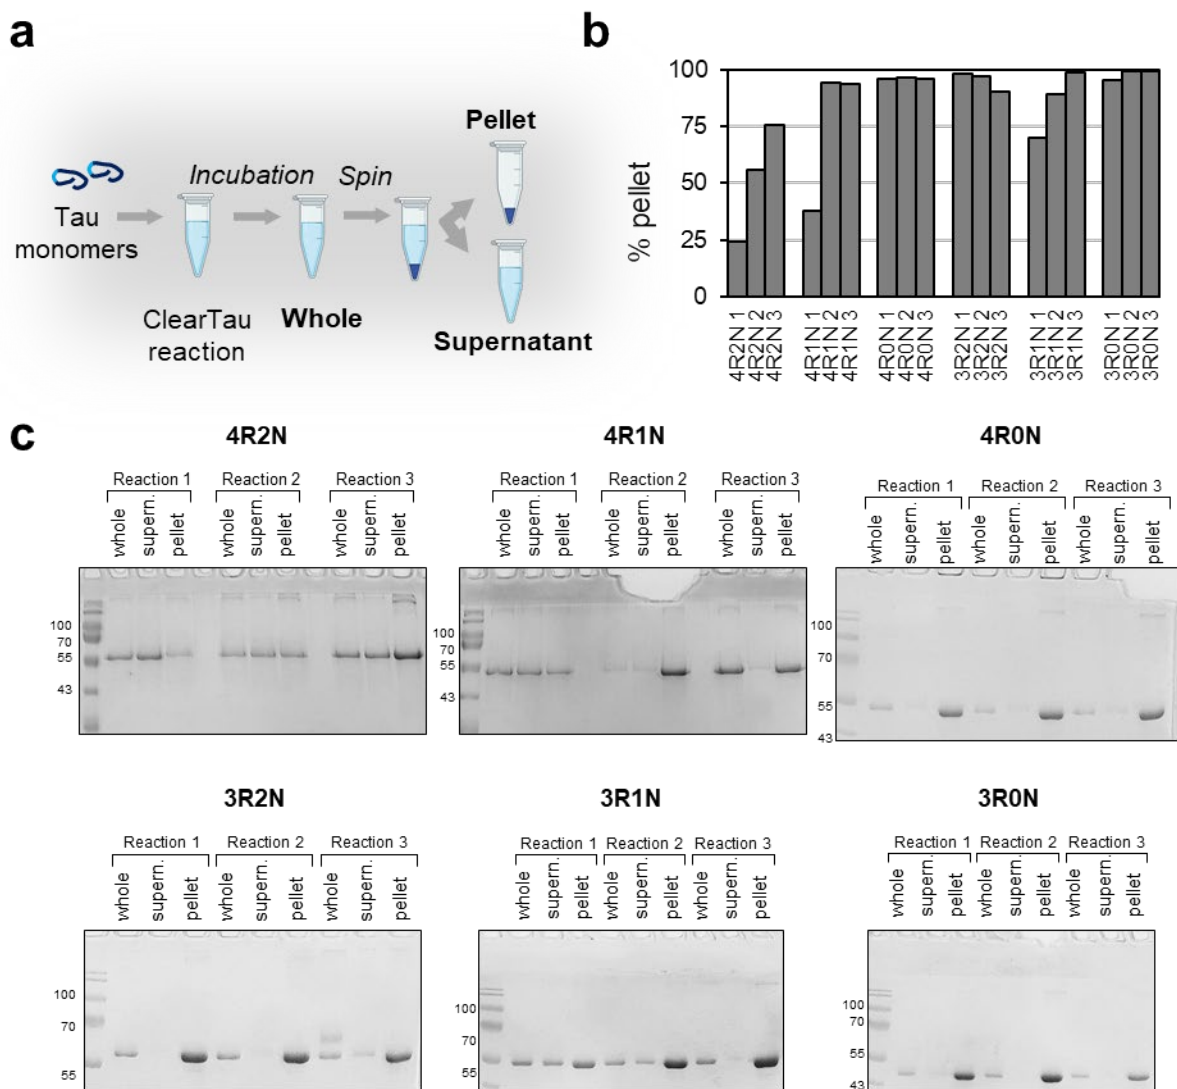 a
Pellet
Incubation Spin
Tau
monomers
ClearTau
reaction
Whole
Supernatant
b
% pellet
100
75
50
25
0
4R2N 1
4R2N 2
4R2N 3
4R1N 1
4R1N 2
4R1N 3
4R0N 1
4R0N 2
4R0N 3
3R2N 1
3R2N 2
3R2N 3
3R1N 1
3R1N 2
3R1N 3
3R0N 1
3R0N 2
3R0N 3
c
4R2N
Reaction 1 Reaction 2 Reaction 3
whole supern. pellet whole supern. pellet whole supern. pellet
100
70
55
43
4R1N
Reaction 1 Reaction 2 Reaction 3
whole supern. pellet whole supern. pellet whole supern. pellet
100
70
55
43
4R0N
Reaction 1 Reaction 2 Reaction 3
whole supern. pellet whole supern. pellet whole supern. pellet
100
70
55
43
3R2N
Reaction 1 Reaction 2 Reaction 3
whole supern. pellet whole supern. pellet whole supern. pellet
100
70
55
3R1N
Reaction 1 Reaction 2 Reaction 3
whole supern. pellet whole supern. pellet whole supern. pellet
100
70
55
3R0N
Reaction 1 Reaction 2 Reaction 3
whole supern. pellet whole supern. pellet whole supern. pellet
100
70
55
43